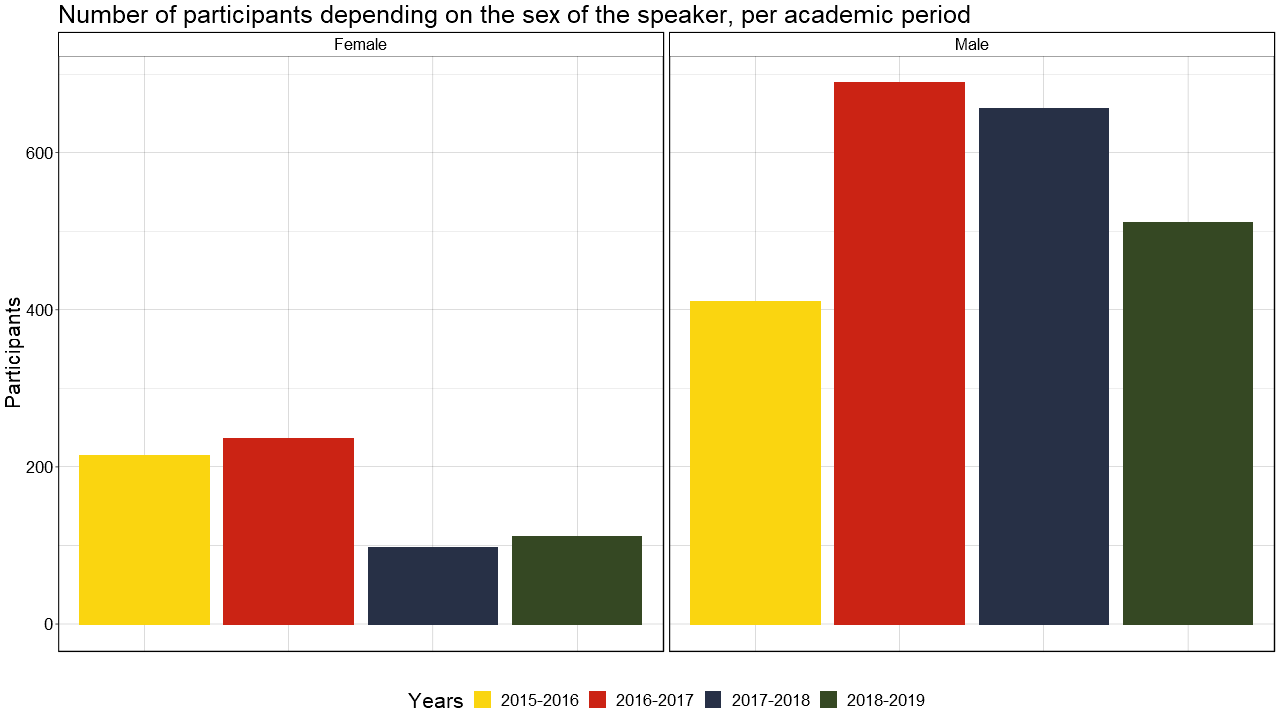 Number of participants depending on the sex of the speaker, per academic period
Female
Male
600
400
200
0
Participants
Years 2015-2016 2016-2017 2017-2018 2018-2019